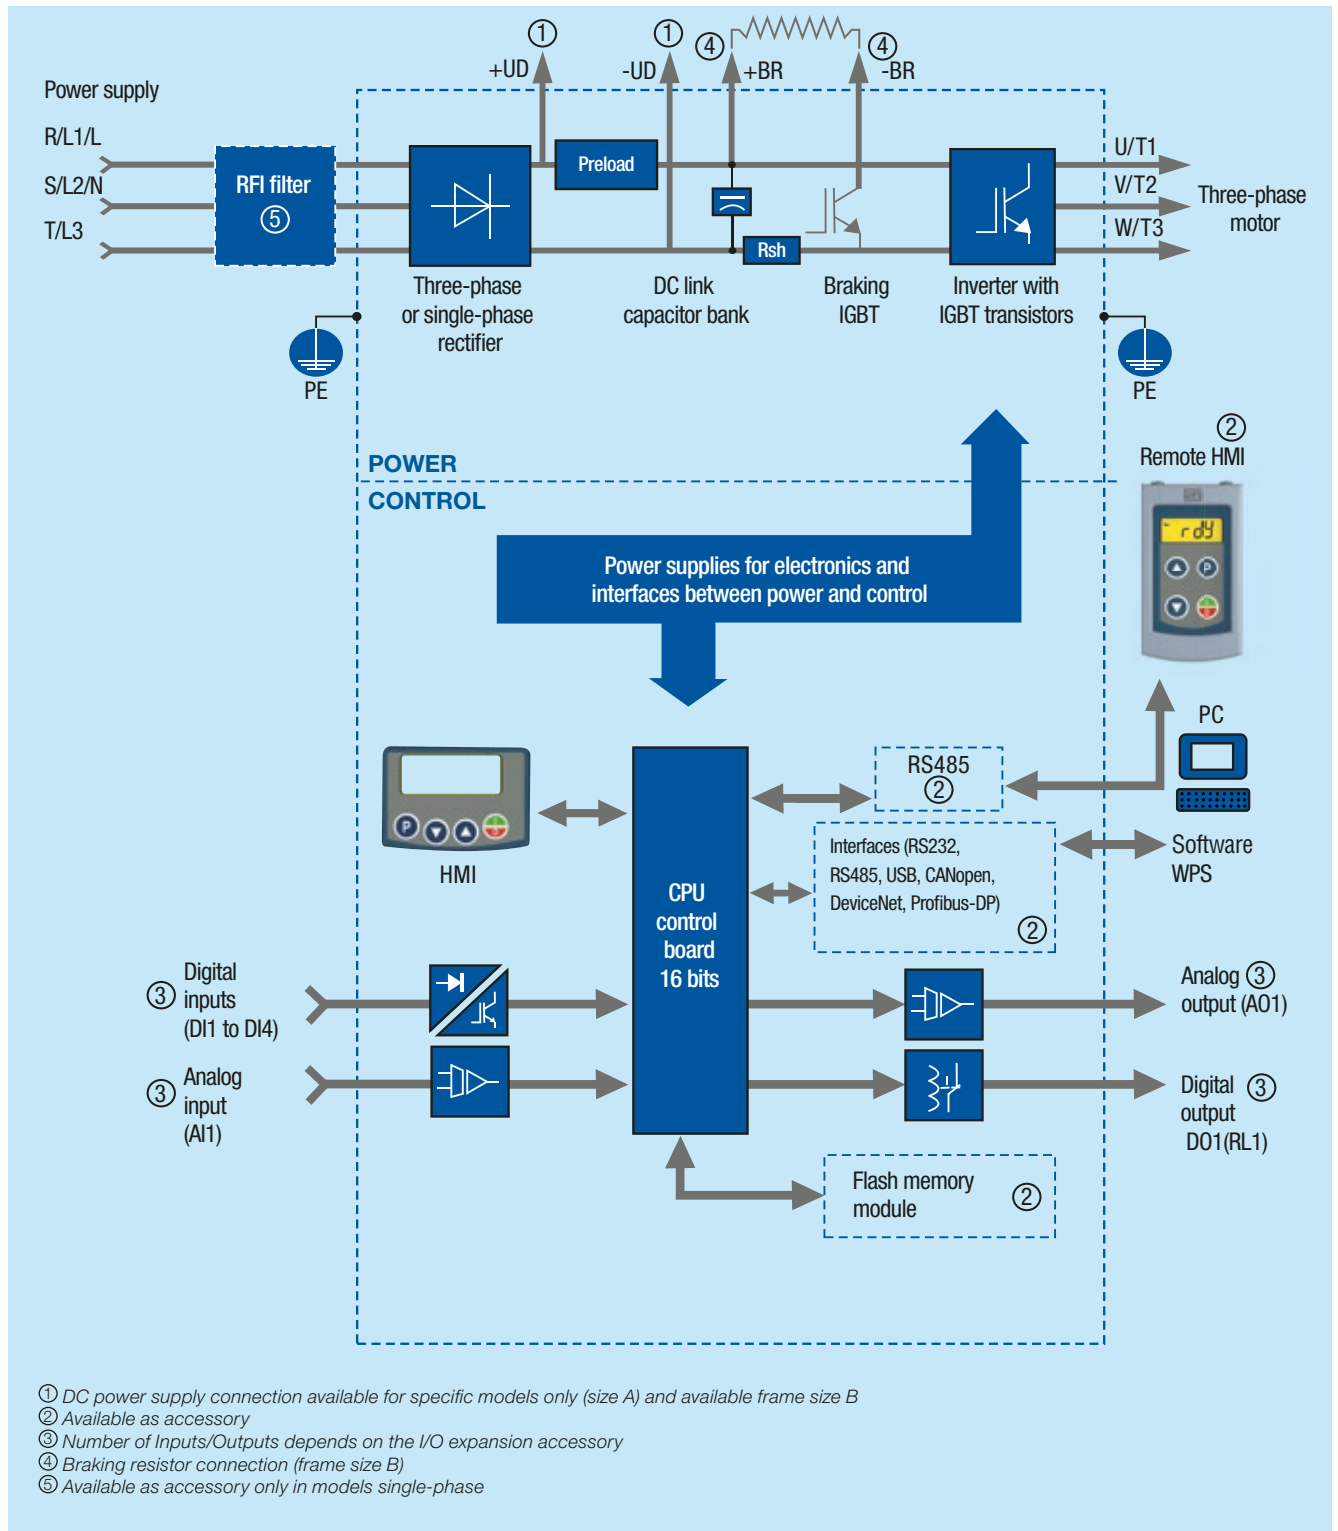 ①
①
④
④
+UD
-UD
+BR
-BR
Power supply
R/L1/L
S/L2/N
T/L3
RFI filter
⑤
Preload
Rsh
U/T1
V/T2
W/T3
Three-phase
motor
Three-phase
or single-phase
rectifier
DC link
capacitor bank
Braking
IGBT
Inverter with
IGBT transistors
PE
PE
POWER
CONTROL
②
Remote HMI
rdy
P
Power supplies for electronics and
interfaces between power and control
PC
RS485
②
P
HMI
Interfaces (RS232,
RS485, USB, CANopen,
DeviceNet, Profibus-DP)
②
Software
WPS
CPU
control
board
16 bits
③ Digital
inputs
(DI1 to DI4)
Analog ③
output (AO1)
③ Analog
input
(AI1)
Digital ③
output
DO1(RL1)
Flash memory
module
②
① DC power supply connection available for specific models only (size A) and available frame size B
② Available as accessory
③ Number of Inputs/Outputs depends on the I/O expansion accessory
④ Braking resistor connection (frame size B)
⑤ Available as accessory only in models single-phase